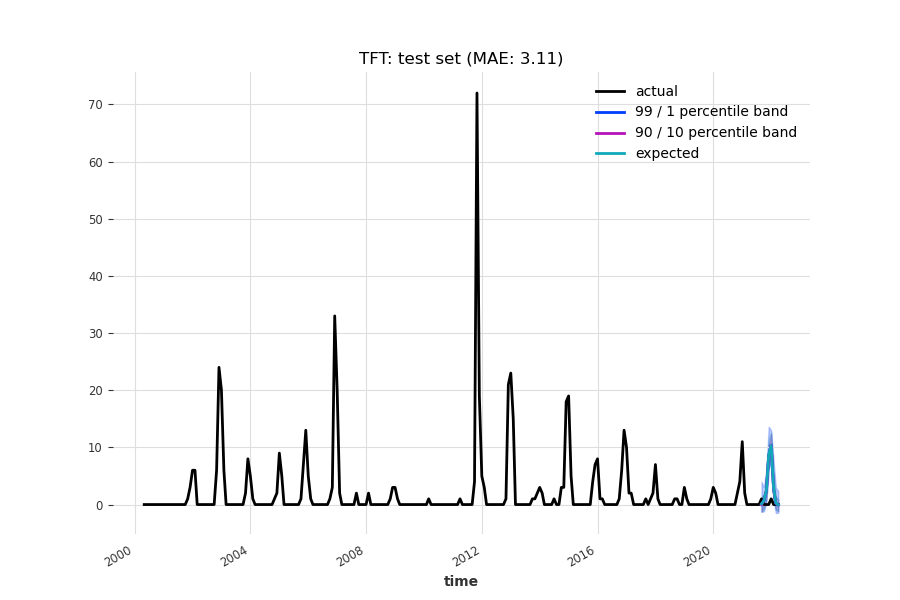 TFT: test set (MAE: 3.11)
actual
99 / 1 percentile band
90 / 10 percentile band
expected
70
60
50
40
30
20
10
0
2000
2004
2008
2012
2016
2020
time